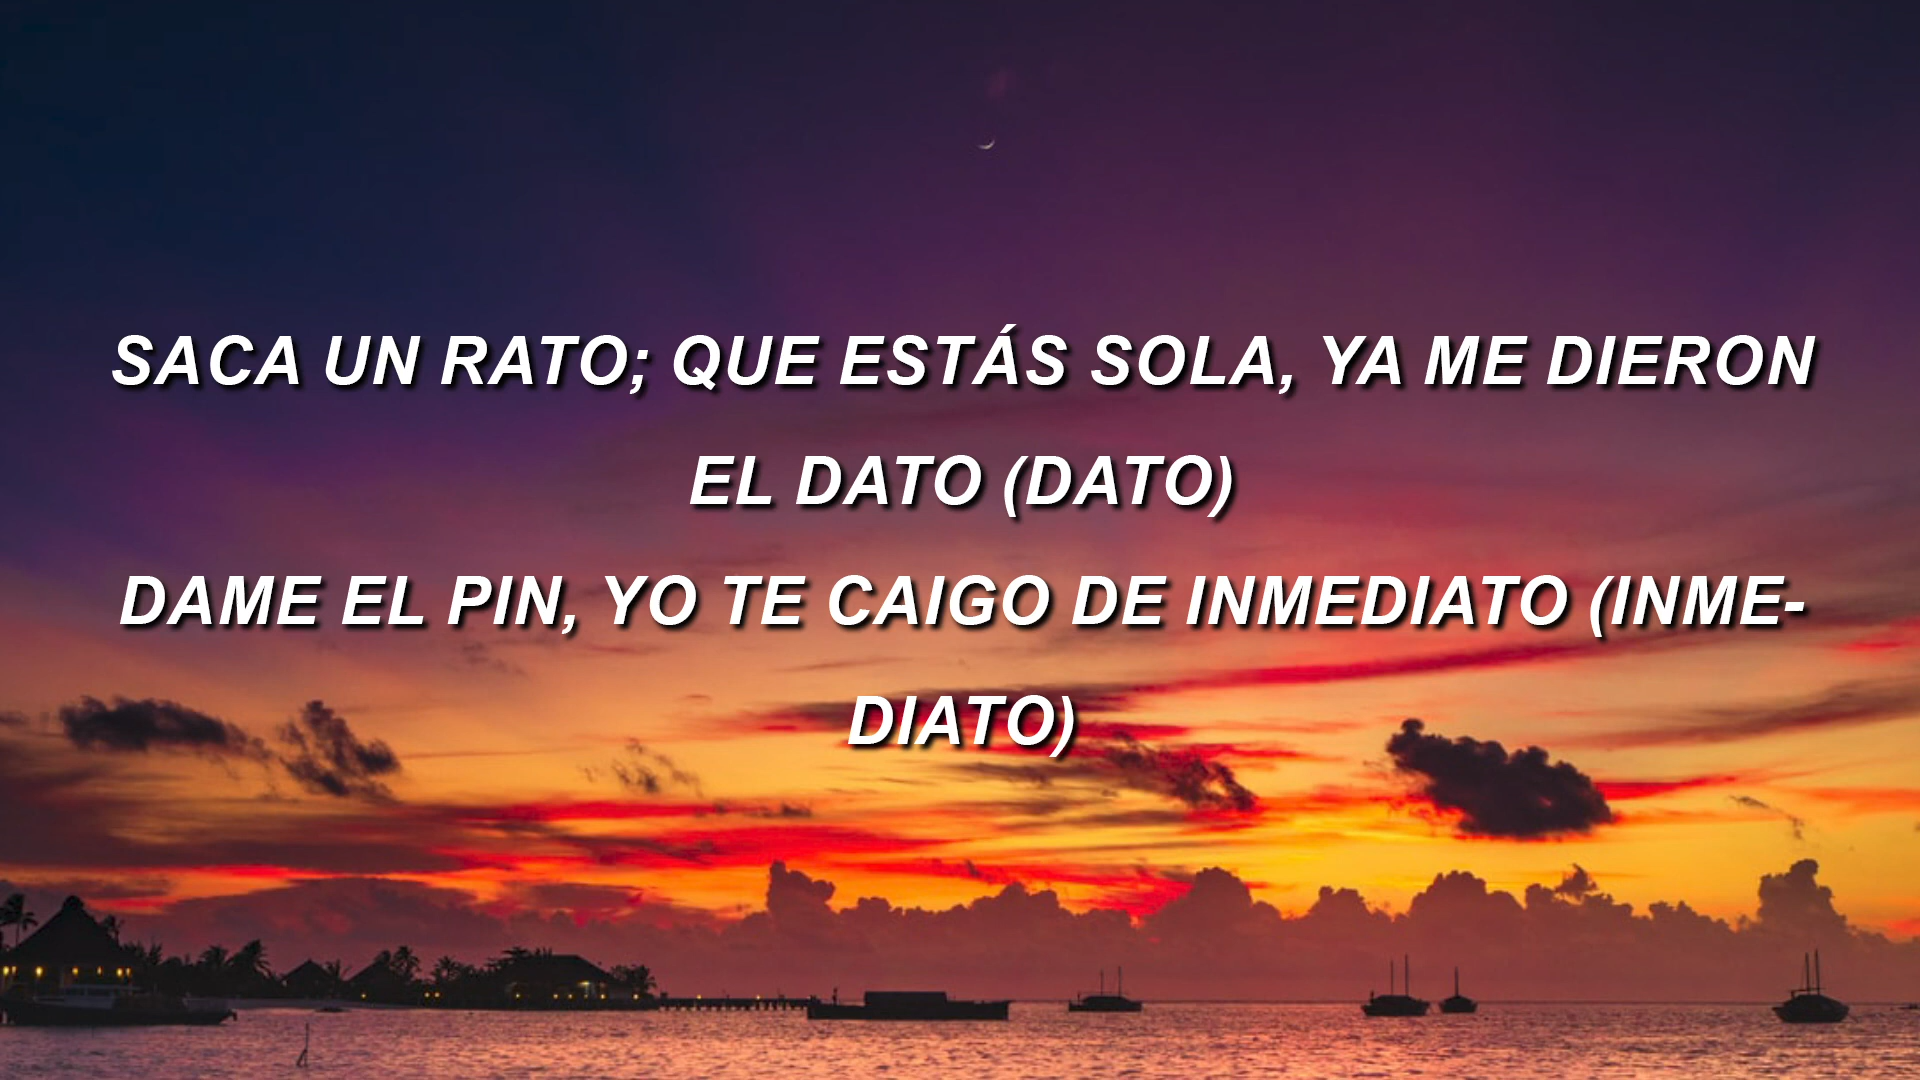 SACA UN RATO; QUE ESTÁS SOLA, YA ME DIERON
EL DATO (DATO)
DAME EL PIN, YO TE CAIGO DE INMEDIATO (INME-
DIATO)